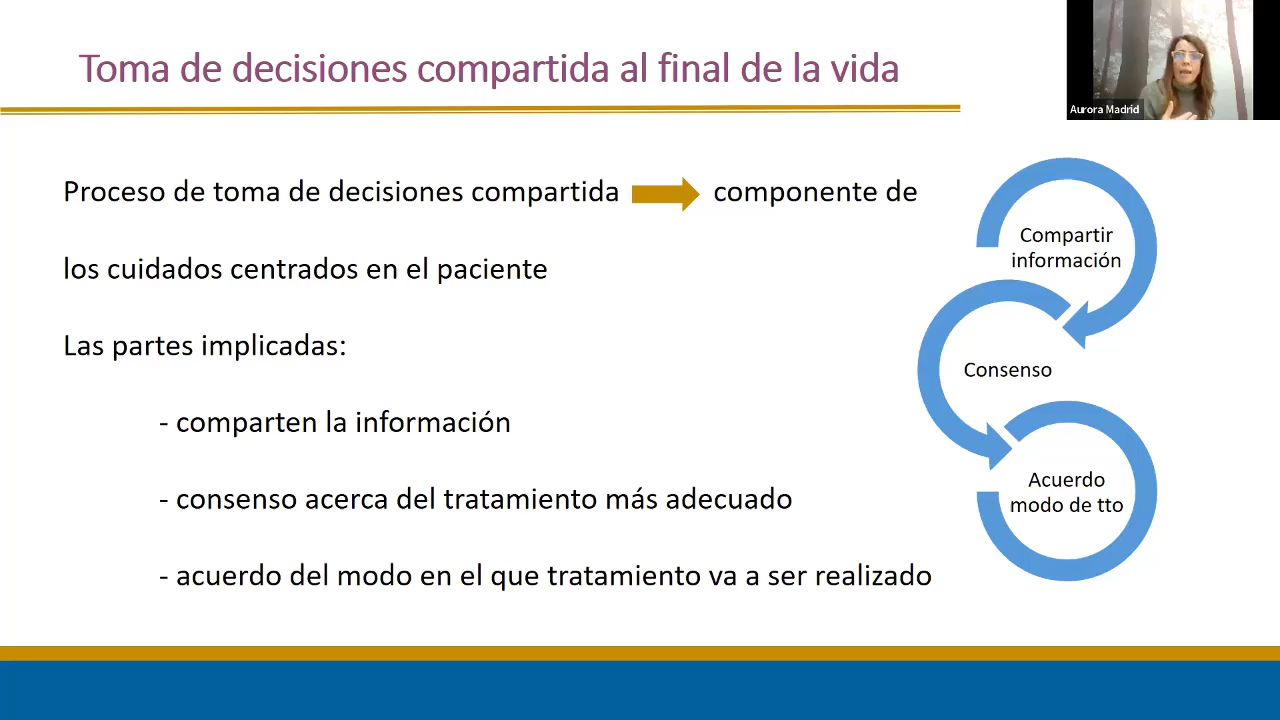 Toma de decisiones compartida al final de la vida
Aurora Madrid
Proceso de toma de decisiones compartida componente de
los cuidados centrados en el paciente
Las partes implicadas:
- comparten la información
- consenso acerca del tratamiento más adecuado
- acuerdo del modo en el que tratamiento va a ser realizado
Compartir
información
Consenso
Acuerdo
modo de tto